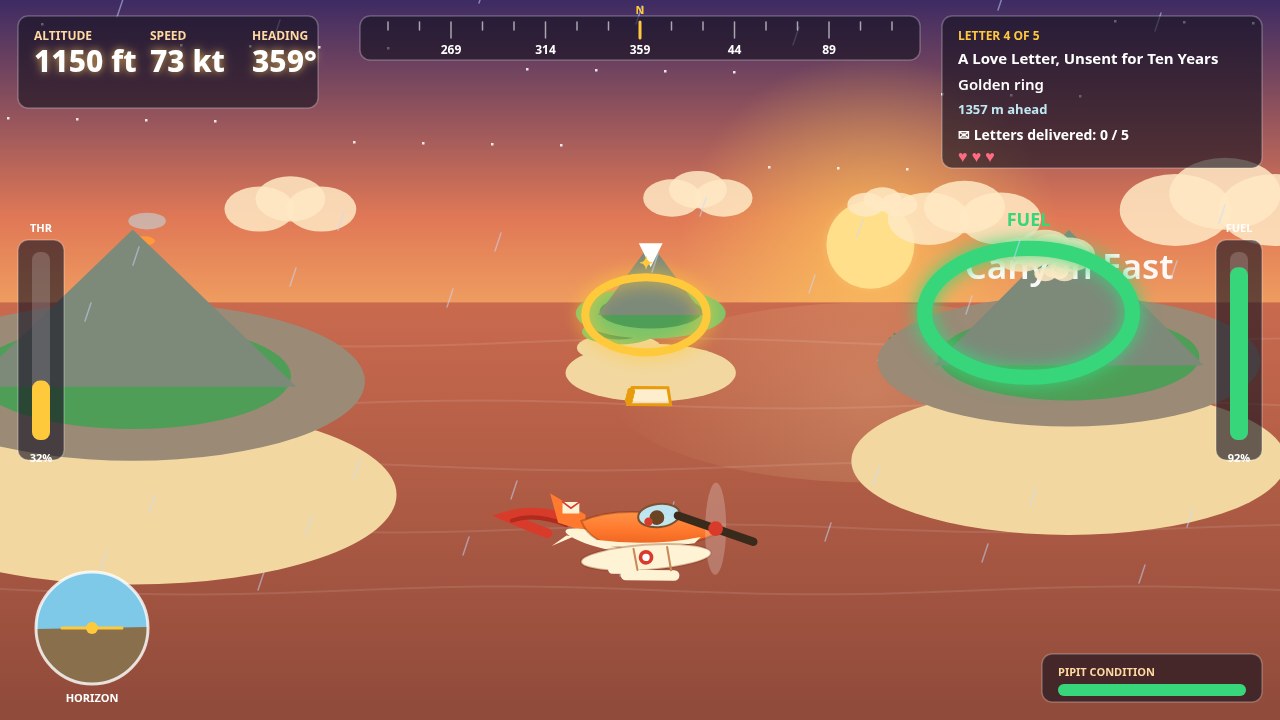 ALTITUDE SPEED HEADING
1150 ft 73 kt 359°
N
269 314 359 44 89
LETTER 4 OF 5
A Love Letter, Unsent for Ten Years
Golden ring
1357 m ahead
✉ Letters delivered: 0 / 5
♥ ♥ ♥
THR
32%
FUEL
East
FUEL
92%
HORIZON
PIPIT CONDITION